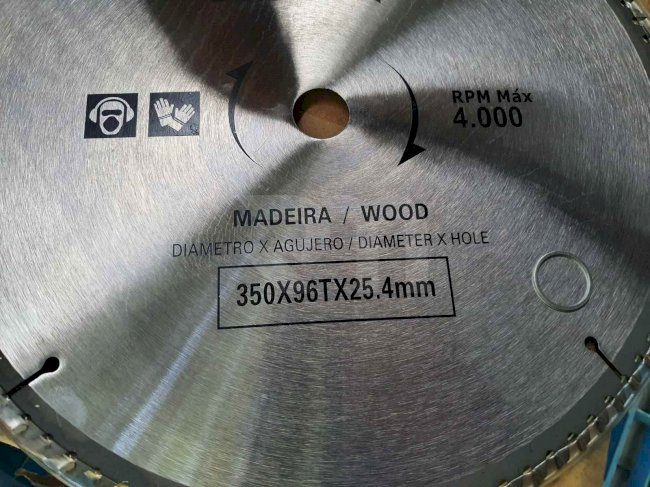 RPM Máx
4.000
MADEIRA / WOOD
DIAMETRO X AGUJERO / DIAMETER X HOLE
350X96TX25.4mm